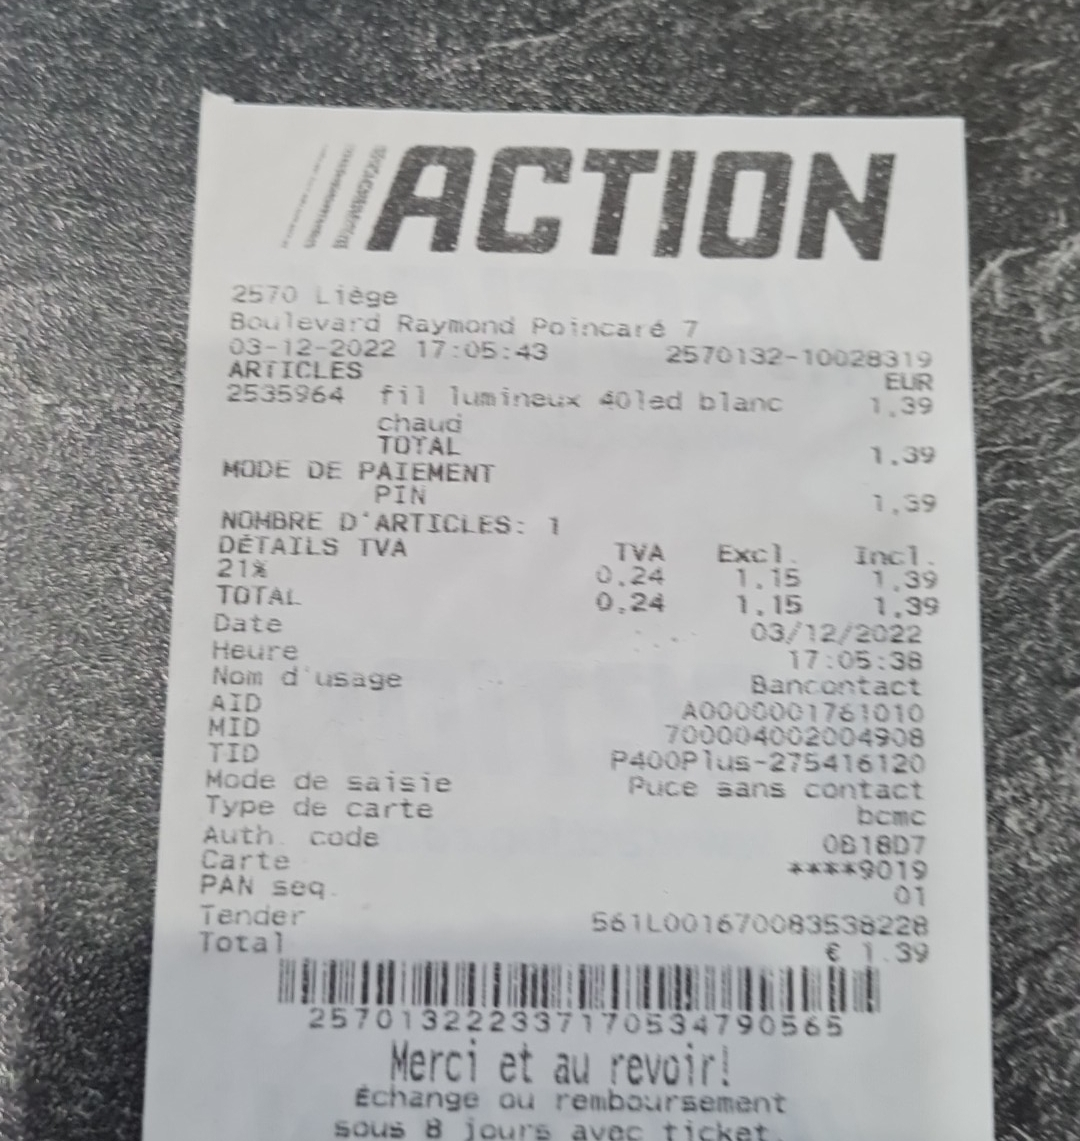 ACTION
2570 Liège
Boulevard Raymond Poincaré 7
03-12-2022 17:05:43 2570132-10028319
ARTICLES EUR
2535964 fil lumineux 40led blanc 1,39
chaud
TOTAL 1,39
MODE DE PAIEMENT
PIN 1,39
NOMBRE D'ARTICLES: 1
DÉTAILS TVA TVA Excl. Incl.
21% 0,24 1,15 1,39
TOTAL 0,24 1,15 1,39
Date 03/12/2022
Heure 17:05:38
Nom d'usage Bancontact
AID A0000001761010
MID 700004002004908
TID P400Plus-275416120
Mode de saisie Puce sans contact
Type de carte bcmc
Auth. code 0B18D7
Carte ****9019
PAN seq. 01
Tender 561L001670083538228
Total € 1.39
257013222337170534790565
Merci et au revoir!
Échange ou remboursement
sous 8 jours avec ticket.